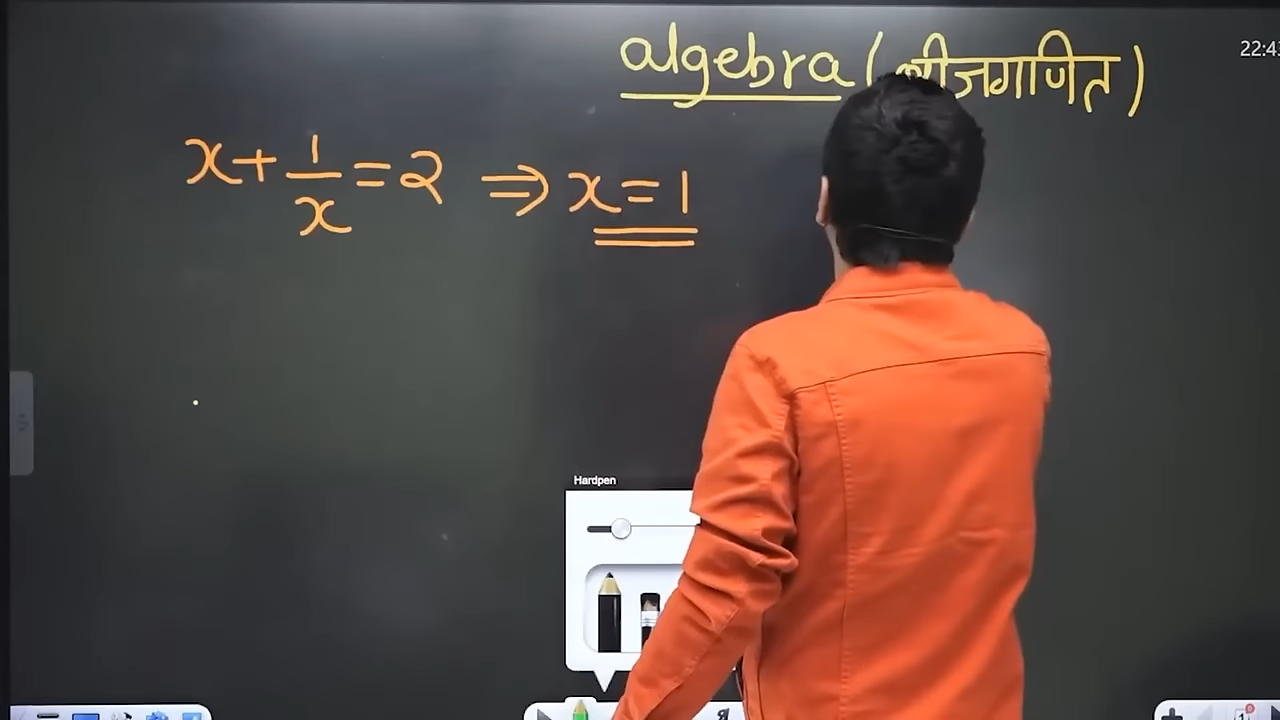 algebra (बीजगणित)
22:43
x+1/x=2 ⇒ x=1
Hardpen